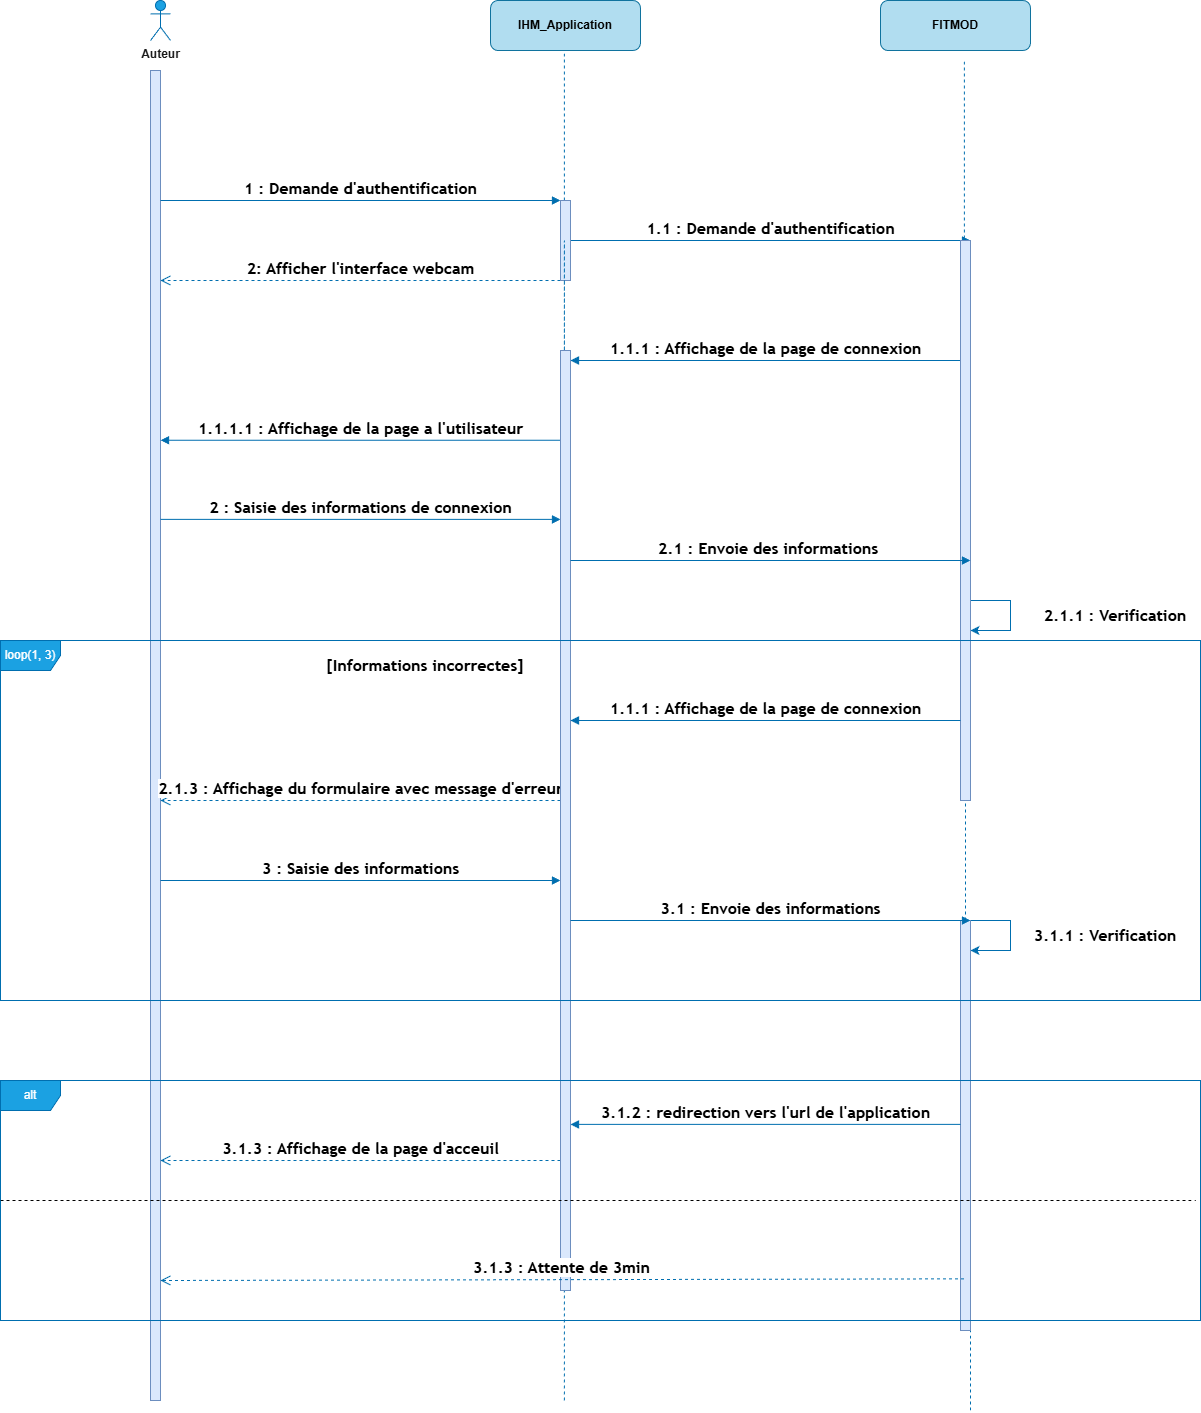 Auteur
IHM_Application
FITMOD
1 : Demande d'authentification
1.1 : Demande d'authentification
2: Afficher l'interface webcam
1.1.1 : Affichage de la page de connexion
1.1.1.1 : Affichage de la page a l'utilisateur
2 : Saisie des informations de connexion
2.1 : Envoie des informations
2.1.1 : Verification
loop(1, 3)
[Informations incorrectes]
1.1.1 : Affichage de la page de connexion
2.1.3 : Affichage du formulaire avec message d'erreur
3 : Saisie des informations
3.1 : Envoie des informations
3.1.1 : Verification
alt
3.1.2 : redirection vers l'url de l'application
3.1.3 : Affichage de la page d'acceuil
3.1.3 : Attente de 3min